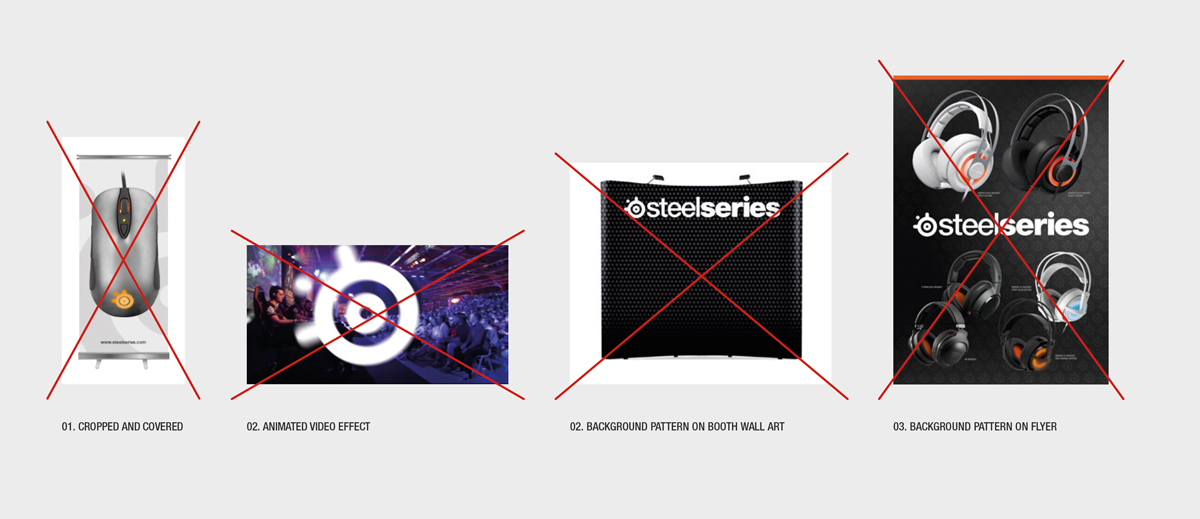 www.steelseries.com
steelseries
steelseries
01. CROPPED AND COVERED
02. ANIMATED VIDEO EFFECT
02. BACKGROUND PATTERN ON BOOTH WALL ART
03. BACKGROUND PATTERN ON FLYER